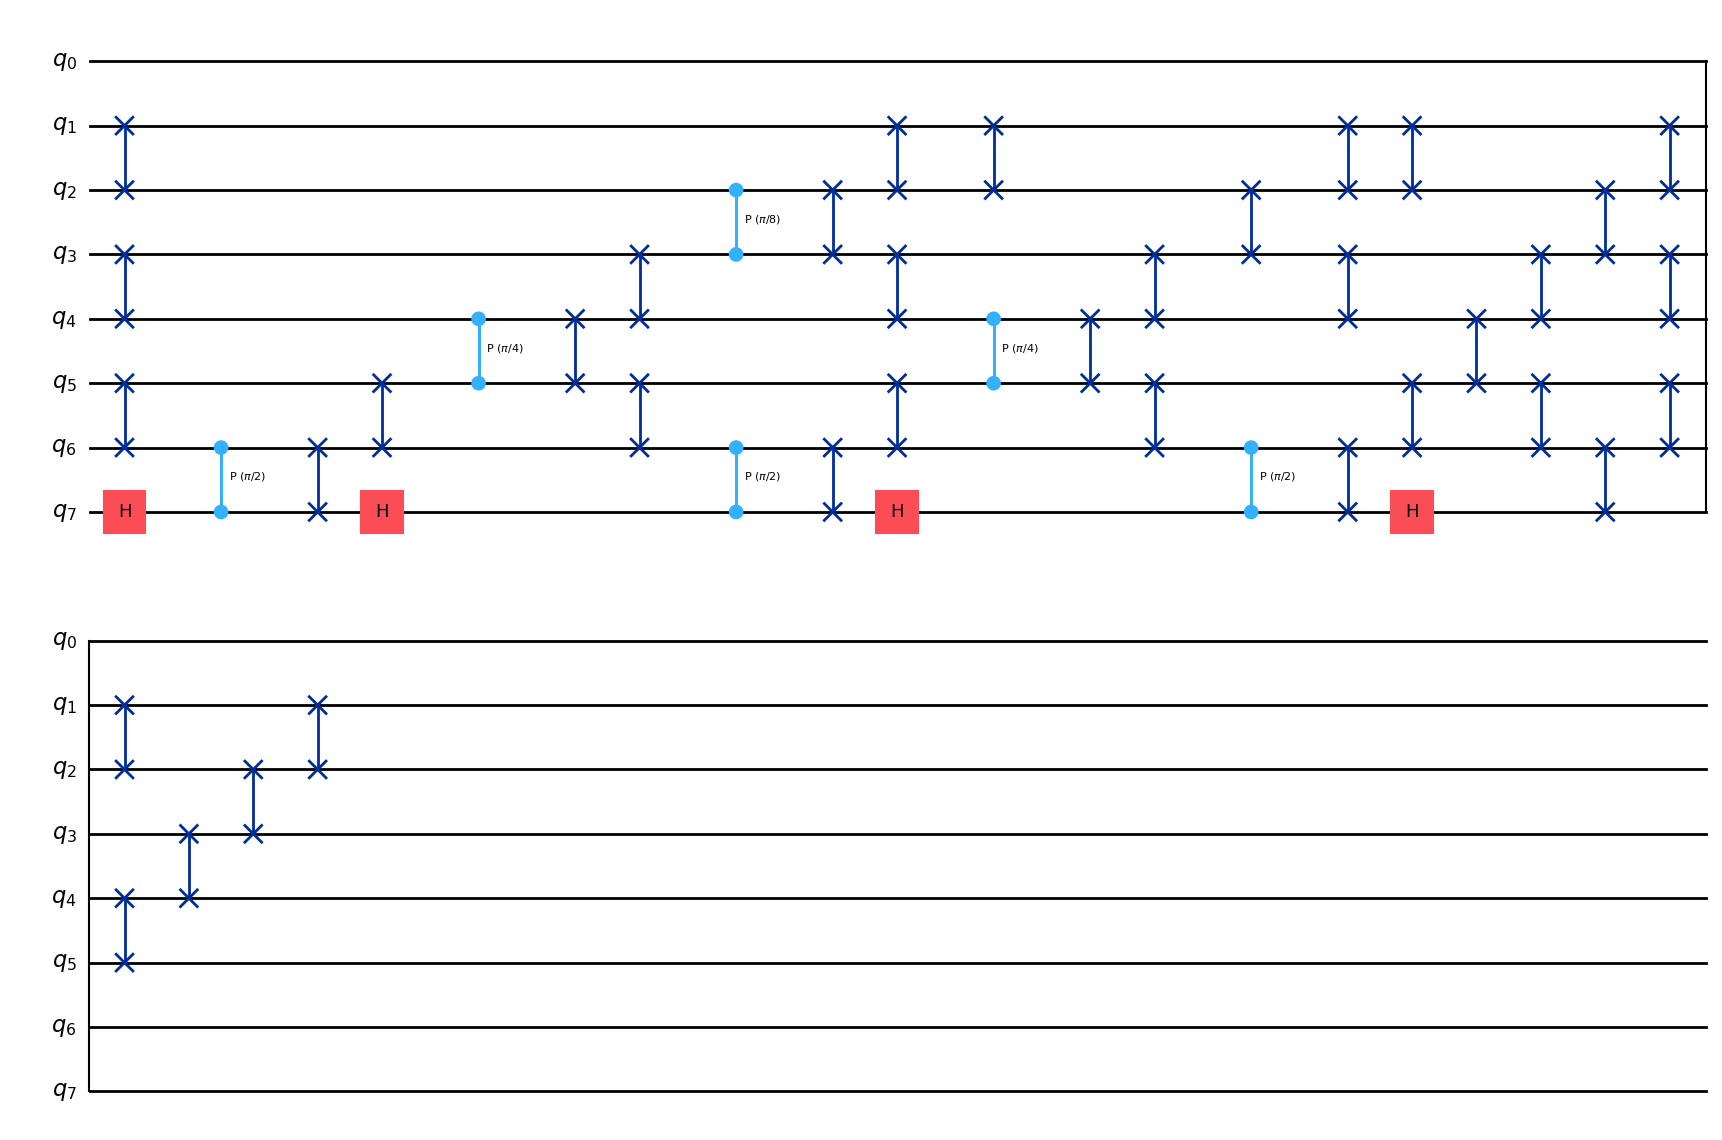 q0
q1
q2
P (π/8)
q3
q4
P (π/4) P (π/4)
q5
q6
P (π/2) P (π/2) P (π/2)
q7 H H H H
q0
q1
q2
q3
q4
q5
q6
q7